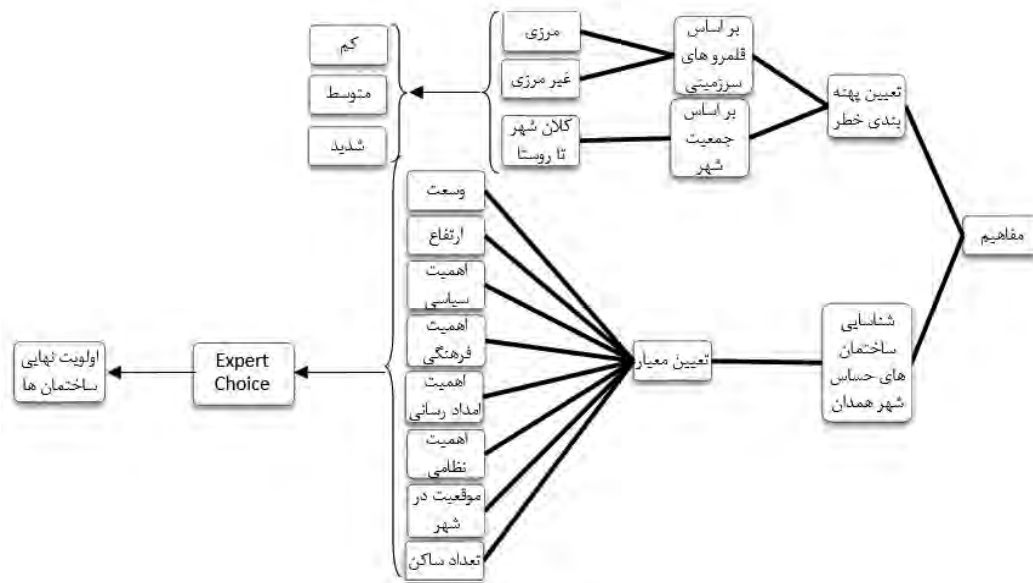 مفاهیم
تعیین پهنه
بندی خطر
بر اساس
قلمرو های
سرزمینی
مرزی
غیر مرزی
بر اساس
جمعیت
شهر
کلان شهر
تا روستا
کم
متوسط
شدید
شناسایی
ساختمان
های حساس
شهر همدان
تعیین معیار
وسعت
ارتفاع
اهمیت
سیاسی
اهمیت
فرهنگی
اهمیت
امداد رسانی
اهمیت
نظامی
موقعیت در
شهر
تعداد ساکن
Expert
Choice
اولویت نهایی
ساختمان ها